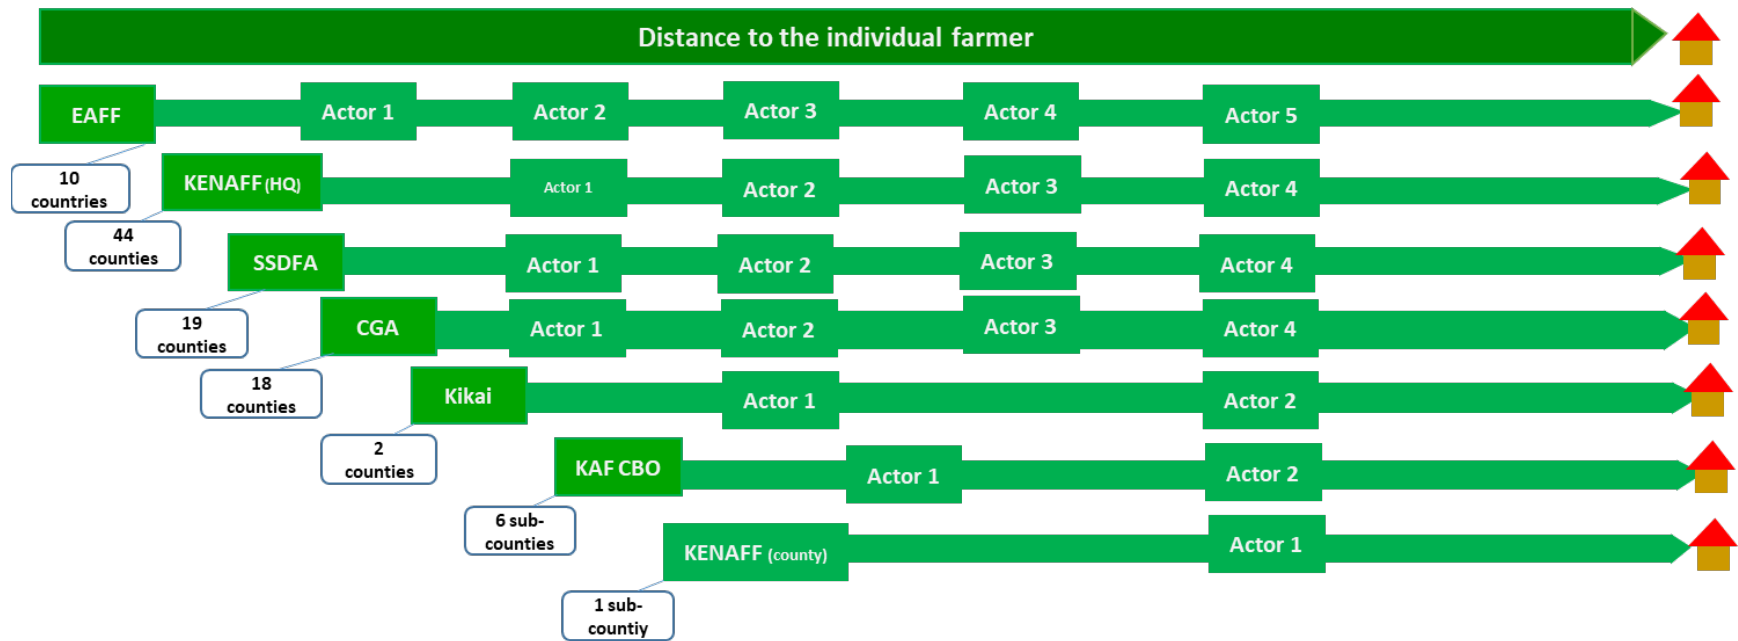 Distance to the individual farmer
EAFF
Actor 1
Actor 2
Actor 3
Actor 4
Actor 5
10
countries
KENAFF (HQ)
Actor 1
Actor 2
Actor 3
Actor 4
44
counties
SSDFA
Actor 1
Actor 2
Actor 3
Actor 4
19
counties
CGA
Actor 1
Actor 2
Actor 3
Actor 4
18
counties
Kikai
Actor 1
Actor 2
2
counties
KAF CBO
Actor 1
Actor 2
6 sub-
counties
KENAFF (county)
Actor 1
1 sub-
countiy